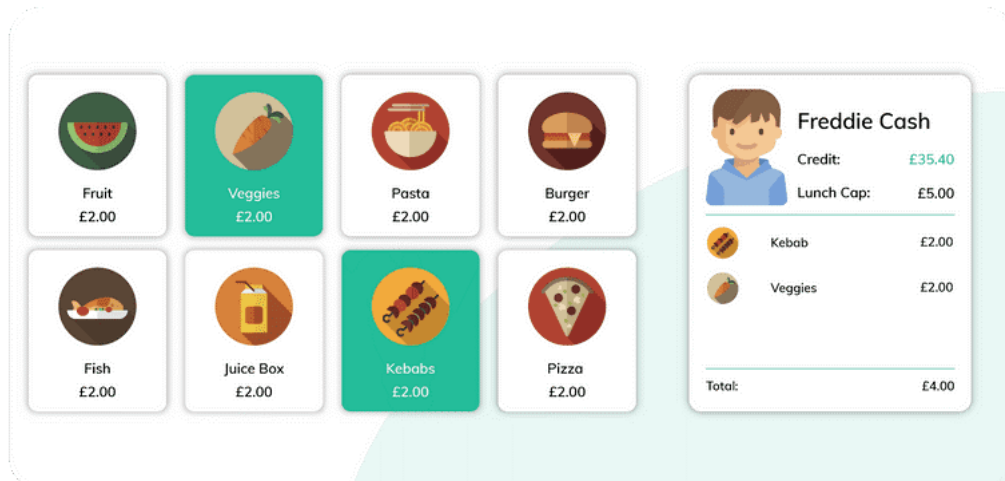 Fruit
£2.00
Veggies
£2.00
Pasta
£2.00
Burger
£2.00
Fish
£2.00
Juice Box
£2.00
Kebabs
£2.00
Pizza
£2.00
Freddie Cash
Credit: £35.40
Lunch Cap: £5.00
Kebab £2.00
Veggies £2.00
Total: £4.00